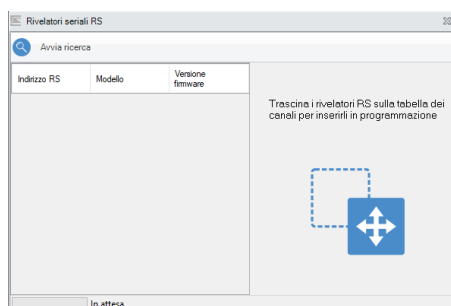 Rivelatori seriali RS
Avvia ricerca
Indirizzo RS
Modello
Versione
firmware
Trascina i rivelatori RS sulla tabella dei
canali per inserirli in programmazione
In attesa